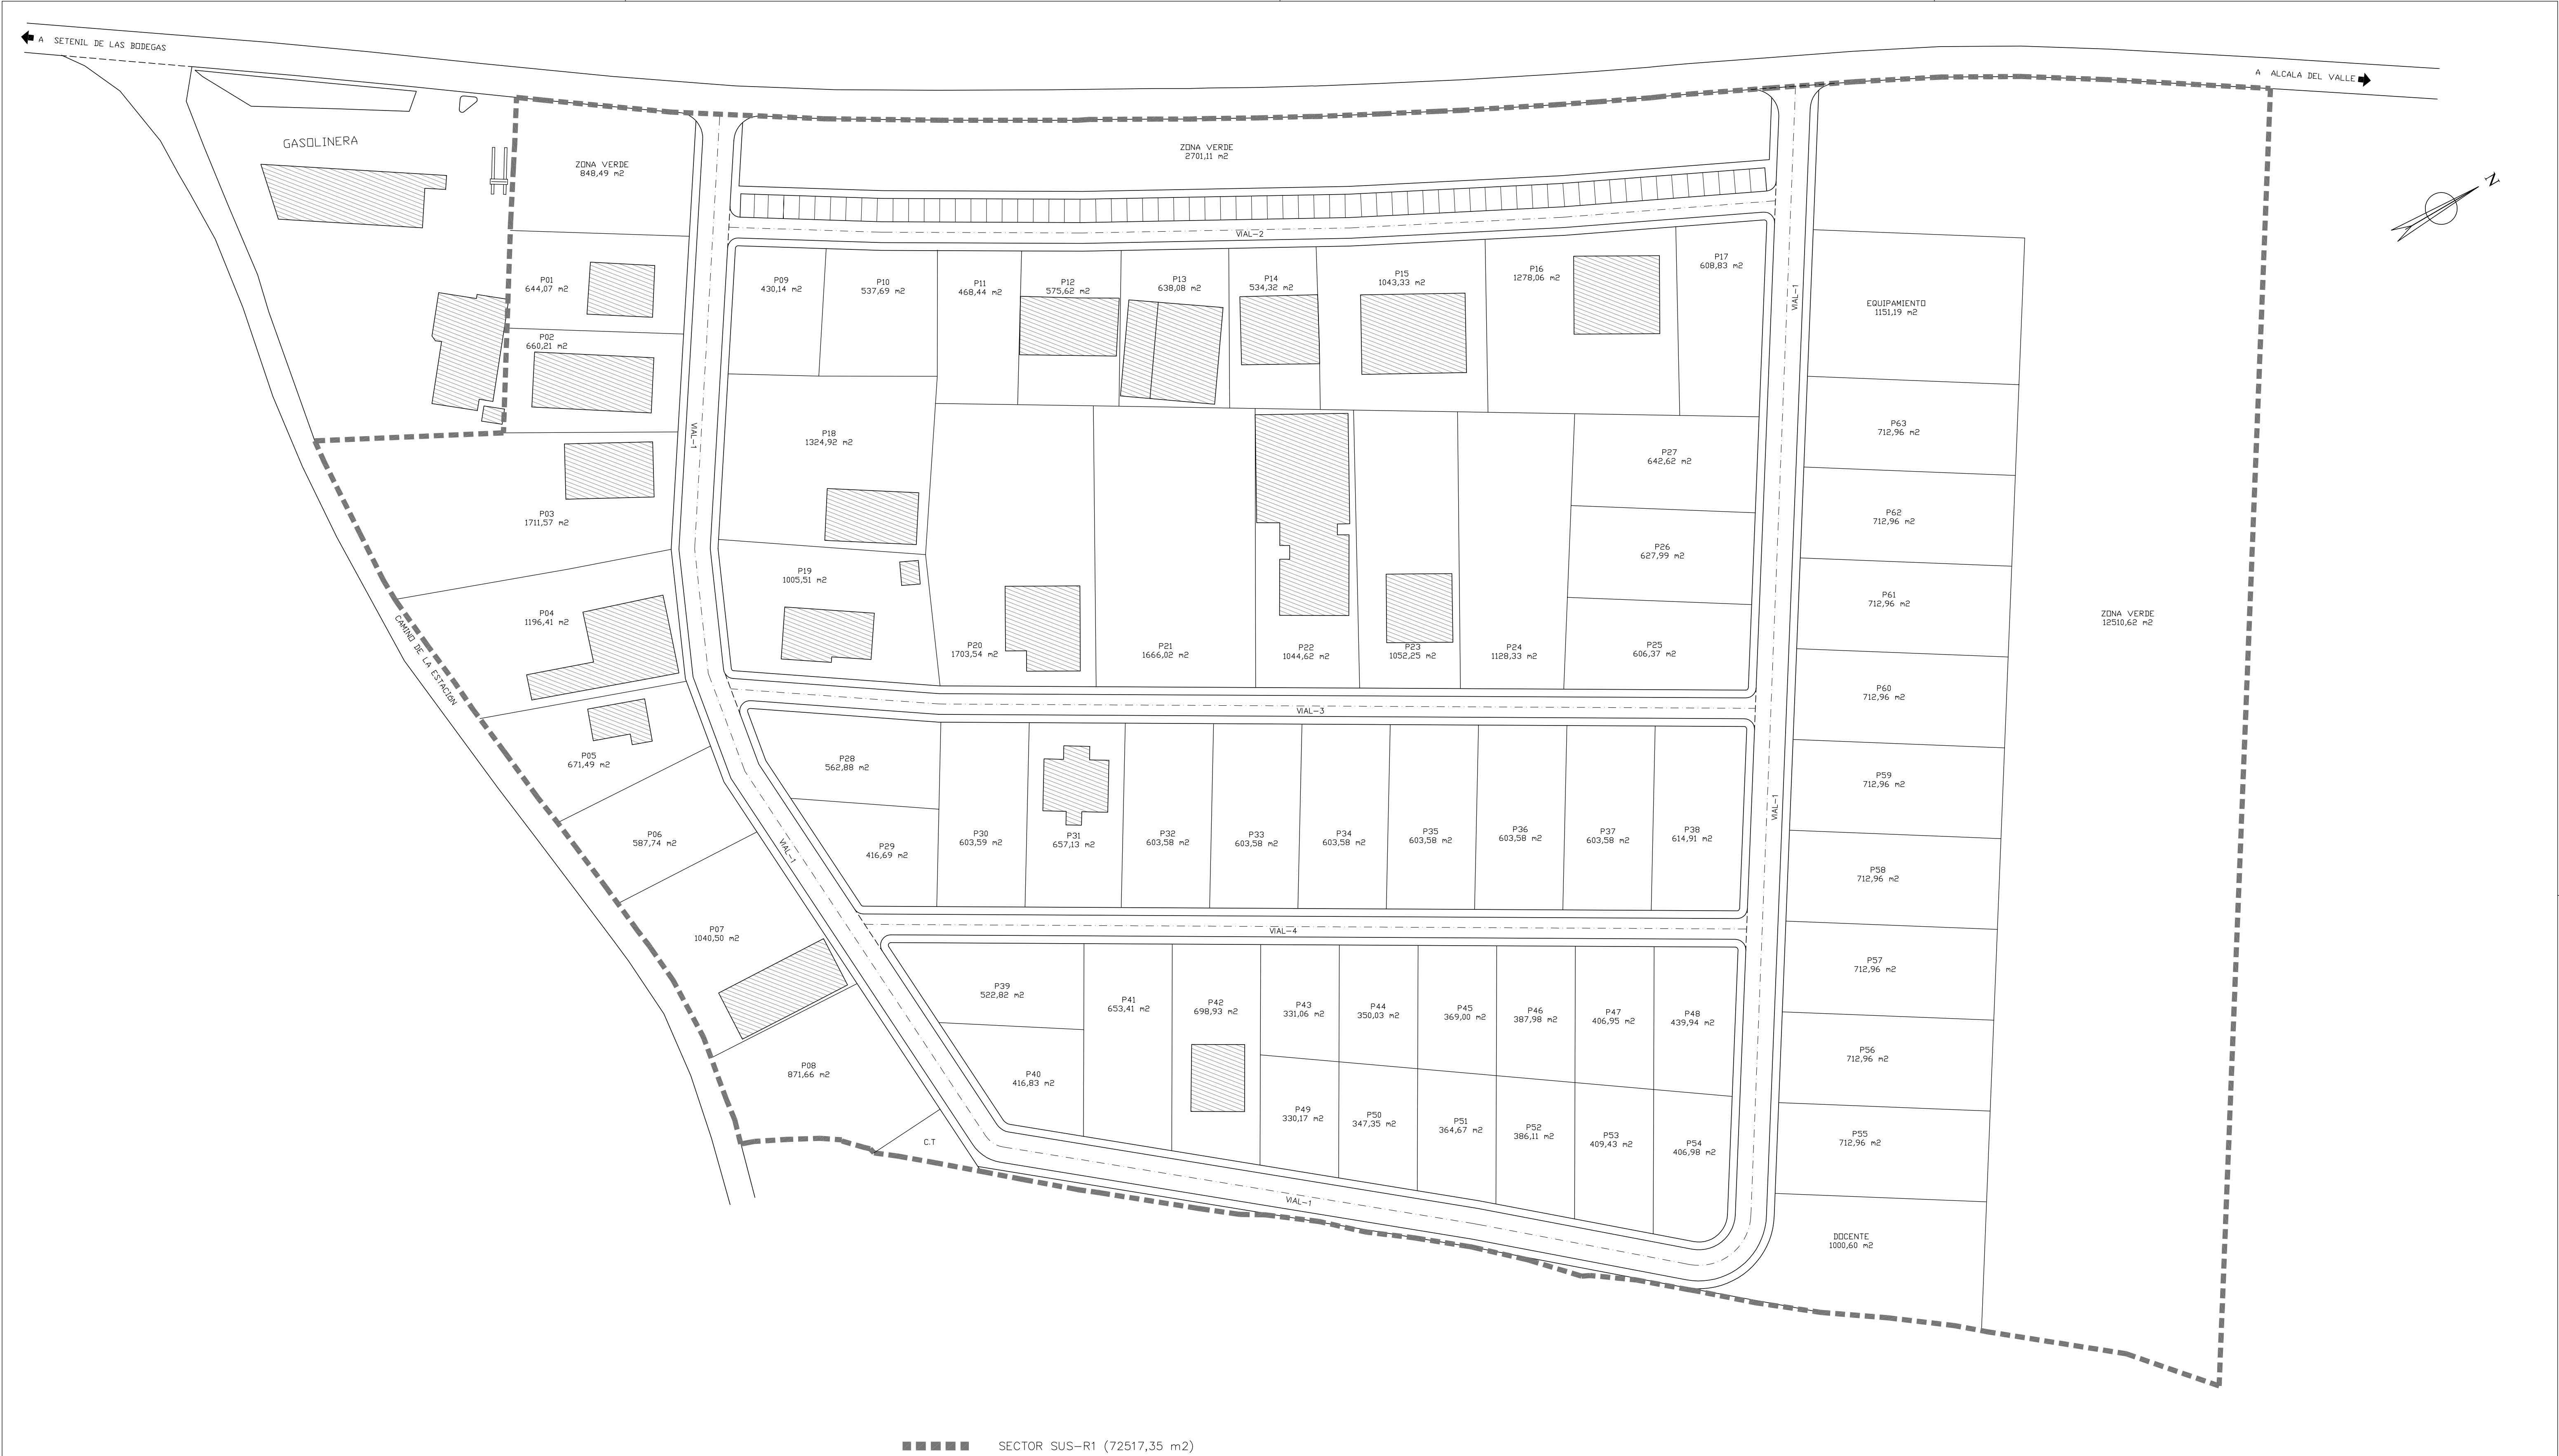 A SETENIL DE LAS BODEGAS
A ALCALA DEL VALLE
GASOLINERA
ZONA VERDE
848,49 m2
ZONA VERDE
2701,11 m2
N
VIAL-2
P01
644,07 m2
P02
660,21 m2
P09
430,14 m2
P10
537,69 m2
P11
468,44 m2
P12
575,62 m2
P13
638,08 m2
P14
534,32 m2
P15
1043,33 m2
P16
1278,06 m2
P17
608,83 m2
VIAL-1
EQUIPAMIENTO
1151,19 m2
VIAL-1
P18
1324,92 m2
P27
642,62 m2
P63
712,96 m2
P03
1711,57 m2
P62
712,96 m2
P26
627,99 m2
P19
1005,51 m2
P61
712,96 m2
ZONA VERDE
12510,62 m2
P04
1196,41 m2
CAMINO DE LA ESTACIóN
P20
1703,54 m2
P21
1666,02 m2
P22
1044,62 m2
P23
1052,25 m2
P24
1128,33 m2
P25
606,37 m2
P60
712,96 m2
VIAL-3
P05
671,49 m2
P28
562,88 m2
P59
712,96 m2
VIAL-1
P06
587,74 m2
VIAL-1
P29
416,69 m2
P30
603,59 m2
P31
657,13 m2
P32
603,58 m2
P33
603,58 m2
P34
603,58 m2
P35
603,58 m2
P36
603,58 m2
P37
603,58 m2
P38
614,91 m2
P58
712,96 m2
P07
1040,50 m2
VIAL-4
P57
712,96 m2
P39
522,82 m2
P41
653,41 m2
P42
698,93 m2
P43
331,06 m2
P44
350,03 m2
P45
369,00 m2
P46
387,98 m2
P47
406,95 m2
P48
439,94 m2
P56
712,96 m2
P08
871,66 m2
P40
416,83 m2
P49
330,17 m2
P50
347,35 m2
P51
364,67 m2
P52
386,11 m2
P53
409,43 m2
P54
406,98 m2
P55
712,96 m2
C.T
VIAL-1
DOCENTE
1000,60 m2
SECTOR SUS-R1 (72517,35 m2)